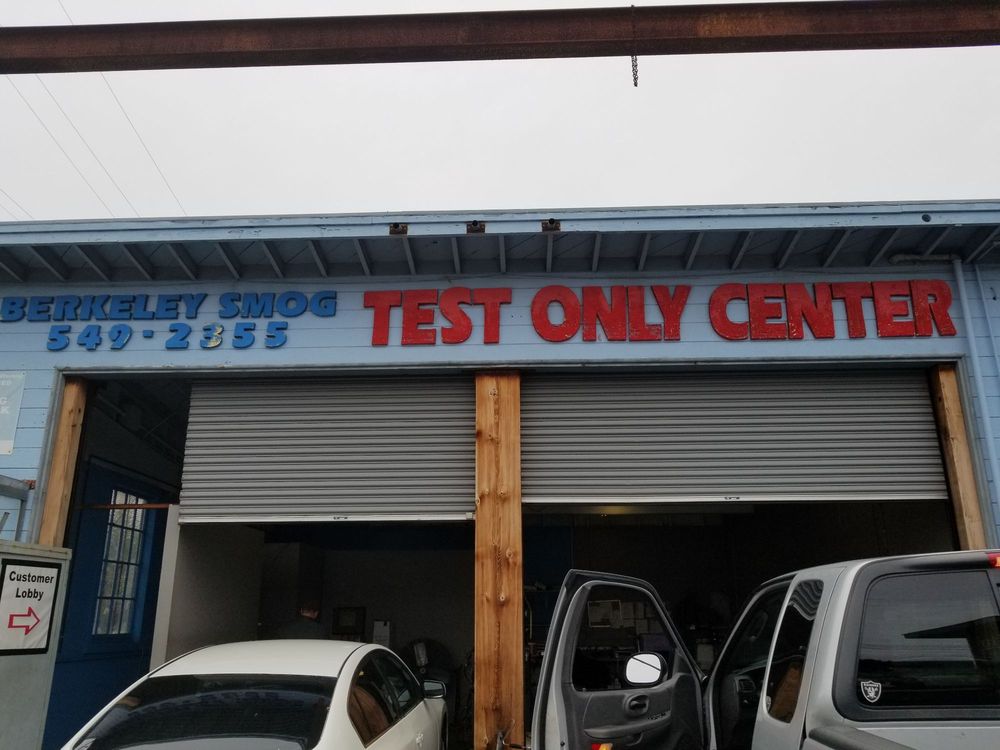 BERKELEY SMOG
549-2355
TEST ONLY CENTER
Customer
Lobby